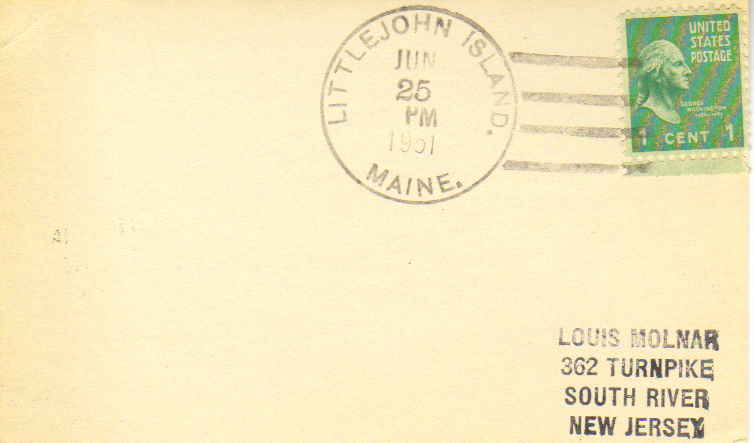 LITTLEJOHN ISLAND.
JUN
25
PM
1951
MAINE.
UNITED
STATES
POSTAGE
GEORGE
WASHINGTON
1 CENT 1
LOUIS MOLNAR
362 TURNPIKE
SOUTH RIVER
NEW JERSEY